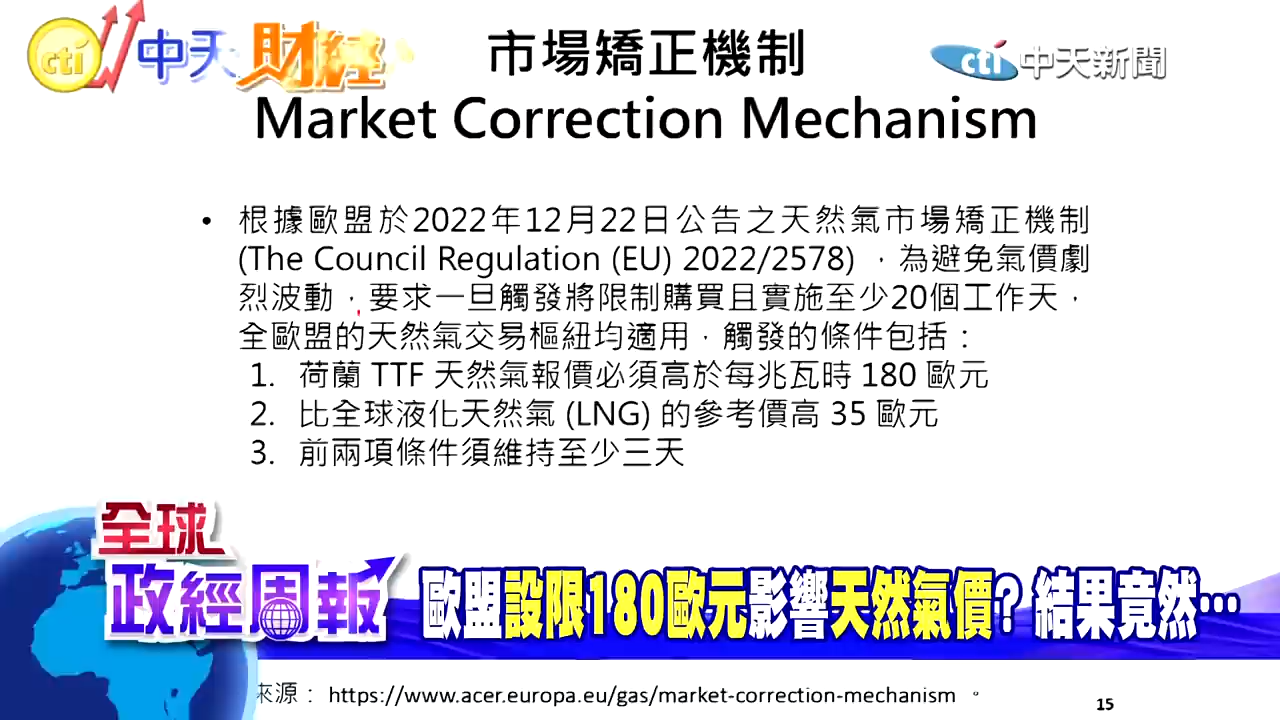 cti 中天財經
市場矯正機制
cti 中天新聞
Market Correction Mechanism
• 根據歐盟於2022年12月22日公告之天然氣市場矯正機制
(The Council Regulation (EU) 2022/2578) ，為避免氣價劇
烈波動，要求一旦觸發將限制購買且實施至少20個工作天，
全歐盟的天然氣交易樞紐均適用，觸發的條件包括：
1. 荷蘭 TTF 天然氣報價必須高於每兆瓦時 180 歐元
2. 比全球液化天然氣 (LNG) 的參考價高 35 歐元
3. 前兩項條件須維持至少三天
全球
政經周報
歐盟設限180歐元影響天然氣價？結果竟然…
來源： https://www.acer.europa.eu/gas/market-correction-mechanism 。
15